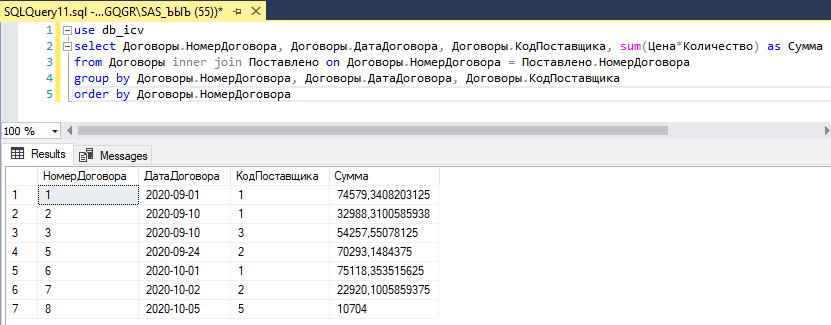 SQLQuery11.sql -...GQGR\SAS_ЪЫЬ (55))*
1 use db_icv
2 select Договоры.НомерДоговора, Договоры.ДатаДоговора, Договоры.КодПоставщика, sum(Цена*Количество) as Сумма
3 from Договоры inner join Поставлено on Договоры.НомерДоговора = Поставлено.НомерДоговора
4 group by Договоры.НомерДоговора, Договоры.ДатаДоговора, Договоры.КодПоставщика
5 order by Договоры.НомерДоговора
100 %
Results Messages
НомерДоговора ДатаДоговора КодПоставщика Сумма
1 1 2020-09-01 1 74579,3408203125
2 2 2020-09-10 1 32988,3100585938
3 3 2020-09-10 3 54257,55078125
4 5 2020-09-24 2 70293,1484375
5 6 2020-10-01 1 75118,353515625
6 7 2020-10-02 2 22920,1005859375
7 8 2020-10-05 5 10704